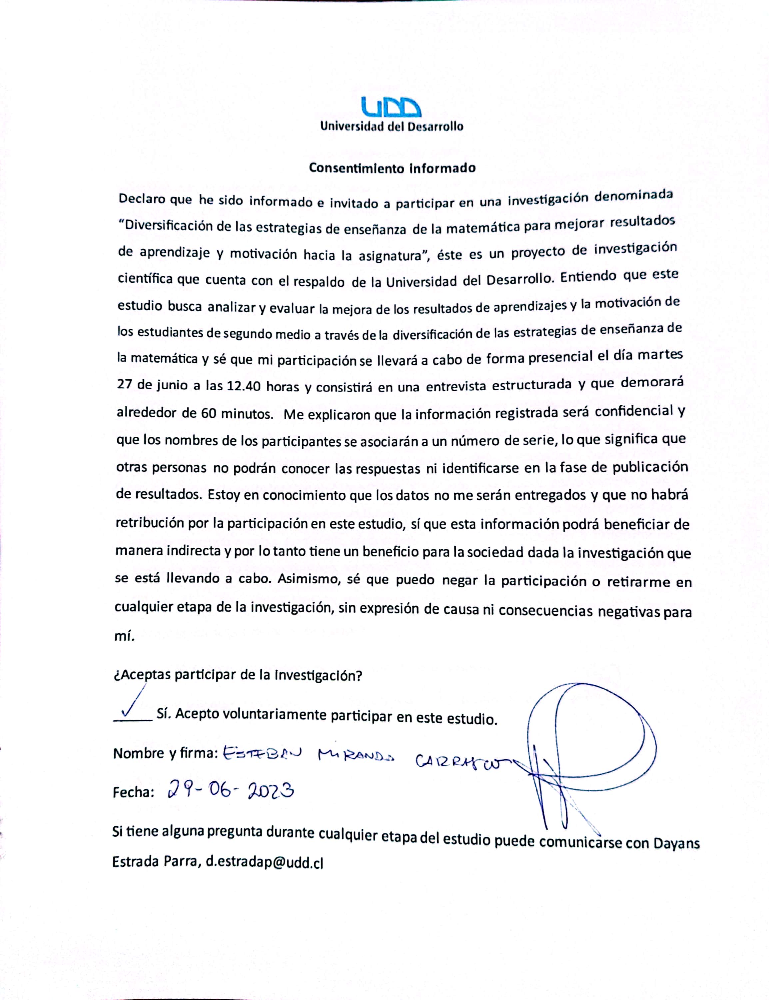 UDD
Universidad del Desarrollo
Consentimiento informado
Declaro que he sido informado e invitado a participar en una investigación denominada
“Diversificación de las estrategias de enseñanza de la matemática para mejorar resultados
de aprendizaje y motivación hacia la asignatura”, éste es un proyecto de investigación
científica que cuenta con el respaldo de la Universidad del Desarrollo. Entiendo que este
estudio busca analizar y evaluar la mejora de los resultados de aprendizajes y la motivación de
los estudiantes de segundo medio a través de la diversificación de las estrategias de enseñanza de
la matemática y sé que mi participación se llevará a cabo de forma presencial el día martes
27 de junio a las 12.40 horas y consistirá en una entrevista estructurada y que demorará
alrededor de 60 minutos. Me explicaron que la información registrada será confidencial y
que los nombres de los participantes se asociarán a un número de serie, lo que significa que
otras personas no podrán conocer las respuestas ni identificarse en la fase de publicación
de resultados. Estoy en conocimiento que los datos no me serán entregados y que no habrá
retribución por la participación en este estudio, sí que esta información podrá beneficiar de
manera indirecta y por lo tanto tiene un beneficio para la sociedad dada la investigación que
se está llevando a cabo. Asimismo, sé que puedo negar la participación o retirarme en
cualquier etapa de la investigación, sin expresión de causa ni consecuencias negativas para
mí.
¿Aceptas participar de la investigación?
✓ Sí. Acepto voluntariamente participar en este estudio.
Nombre y firma: ESTEBAN MIRANDA CARRASCO
Fecha: 29-06-2023
Si tiene alguna pregunta durante cualquier etapa del estudio puede comunicarse con Dayans
Estrada Parra, d.estradap@udd.cl